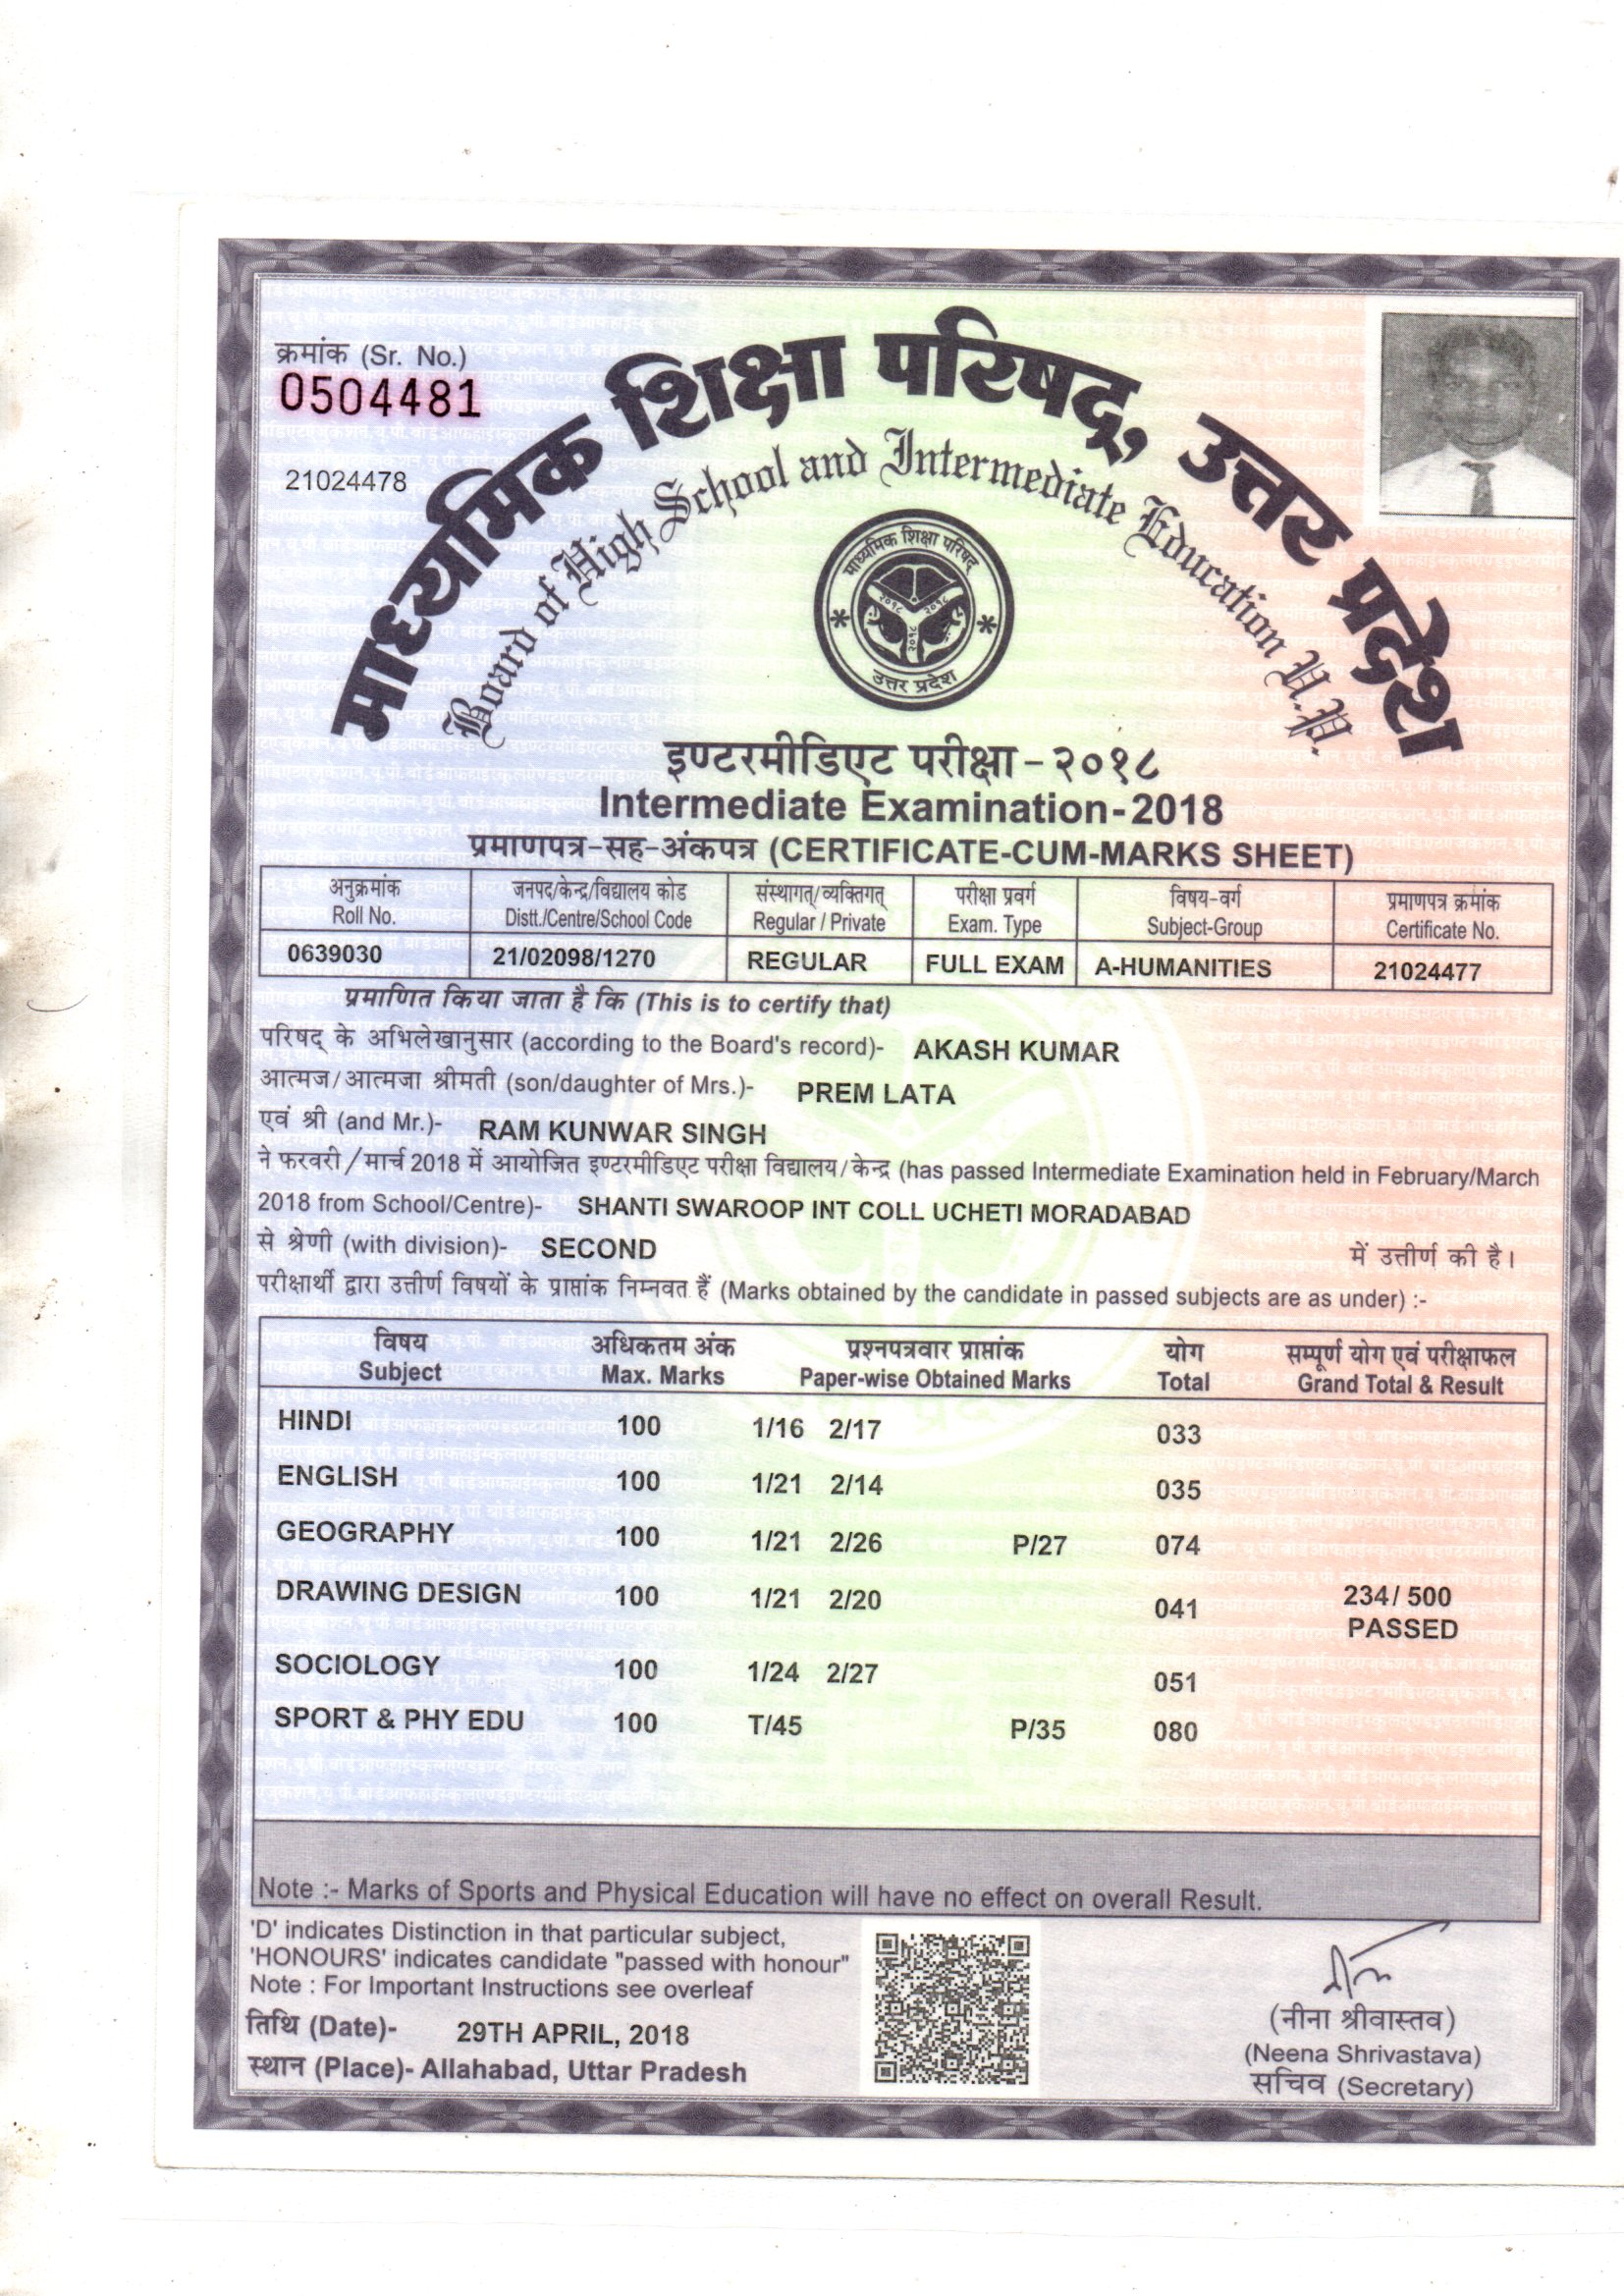 क्रमांक (Sr. No.)
0504481
21024478
माध्यमिक शिक्षा परिषद्, उत्तर प्रदेश
Board of High School and Intermediate Education U.P.
माध्यमिक शिक्षा परिषद्
२०१८ २०१८
२०१८
उत्तर प्रदेश
इण्टरमीडिएट परीक्षा - २०१८
Intermediate Examination-2018
प्रमाणपत्र-सह-अंकपत्र (CERTIFICATE-CUM-MARKS SHEET)
अनुक्रमांक जनपद/केन्द्र/विद्यालय कोड संस्थागत्/व्यक्तिगत् परीक्षा प्रवर्ग विषय-वर्ग प्रमाणपत्र क्रमांक
Roll No. Distt./Centre/School Code Regular / Private Exam. Type Subject-Group Certificate No.
0639030 21/02098/1270 REGULAR FULL EXAM A-HUMANITIES 21024477
प्रमाणित किया जाता है कि (This is to certify that)
परिषद् के अभिलेखानुसार (according to the Board's record)- AKASH KUMAR
आत्मज/आत्मजा श्रीमती (son/daughter of Mrs.)- PREM LATA
एवं श्री (and Mr.)- RAM KUNWAR SINGH
ने फरवरी/मार्च 2018 में आयोजित इण्टरमीडिएट परीक्षा विद्यालय/केन्द्र (has passed Intermediate Examination held in February/March
2018 from School/Centre)- SHANTI SWAROOP INT COLL UCHETI MORADABAD
से श्रेणी (with division)- SECOND में उत्तीर्ण की है।
परीक्षार्थी द्वारा उत्तीर्ण विषयों के प्राप्तांक निम्नवत हैं (Marks obtained by the candidate in passed subjects are as under) :-
विषय अधिकतम अंक प्रश्नपत्रवार प्राप्तांक योग सम्पूर्ण योग एवं परीक्षाफल
Subject Max. Marks Paper-wise Obtained Marks Total Grand Total & Result
HINDI 100 1/16 2/17 033
ENGLISH 100 1/21 2/14 035
GEOGRAPHY 100 1/21 2/26 P/27 074
DRAWING DESIGN 100 1/21 2/20 041 234/ 500
PASSED
SOCIOLOGY 100 1/24 2/27 051
SPORT & PHY EDU 100 T/45 P/35 080
Note :- Marks of Sports and Physical Education will have no effect on overall Result.
'D' indicates Distinction in that particular subject,
'HONOURS' indicates candidate "passed with honour"
Note : For Important Instructions see overleaf
तिथि (Date)- 29TH APRIL, 2018
स्थान (Place)- Allahabad, Uttar Pradesh
(नीना श्रीवास्तव)
(Neena Shrivastava)
सचिव (Secretary)